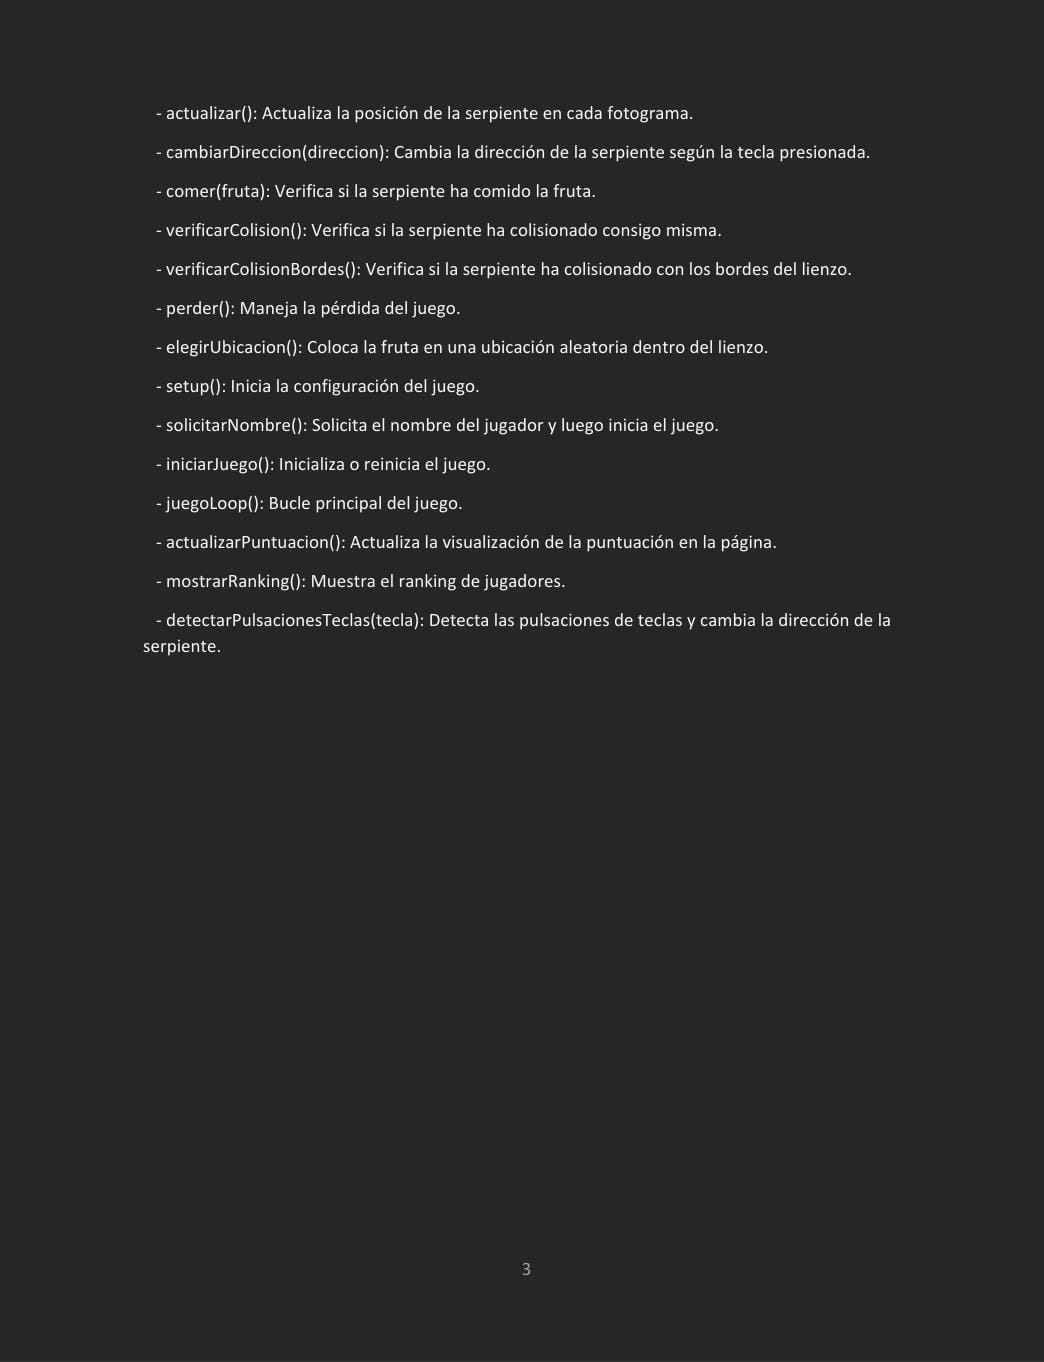 - actualizar(): Actualiza la posición de la serpiente en cada fotograma.
- cambiarDireccion(direccion): Cambia la dirección de la serpiente según la tecla presionada.
- comer(fruta): Verifica si la serpiente ha comido la fruta.
- verificarColision(): Verifica si la serpiente ha colisionado consigo misma.
- verificarColisionBordes(): Verifica si la serpiente ha colisionado con los bordes del lienzo.
- perder(): Maneja la pérdida del juego.
- elegirUbicacion(): Coloca la fruta en una ubicación aleatoria dentro del lienzo.
- setup(): Inicia la configuración del juego.
- solicitarNombre(): Solicita el nombre del jugador y luego inicia el juego.
- iniciarJuego(): Inicializa o reinicia el juego.
- juegoLoop(): Bucle principal del juego.
- actualizarPuntuacion(): Actualiza la visualización de la puntuación en la página.
- mostrarRanking(): Muestra el ranking de jugadores.
- detectarPulsacionesTeclas(tecla): Detecta las pulsaciones de teclas y cambia la dirección de la
serpiente.
3